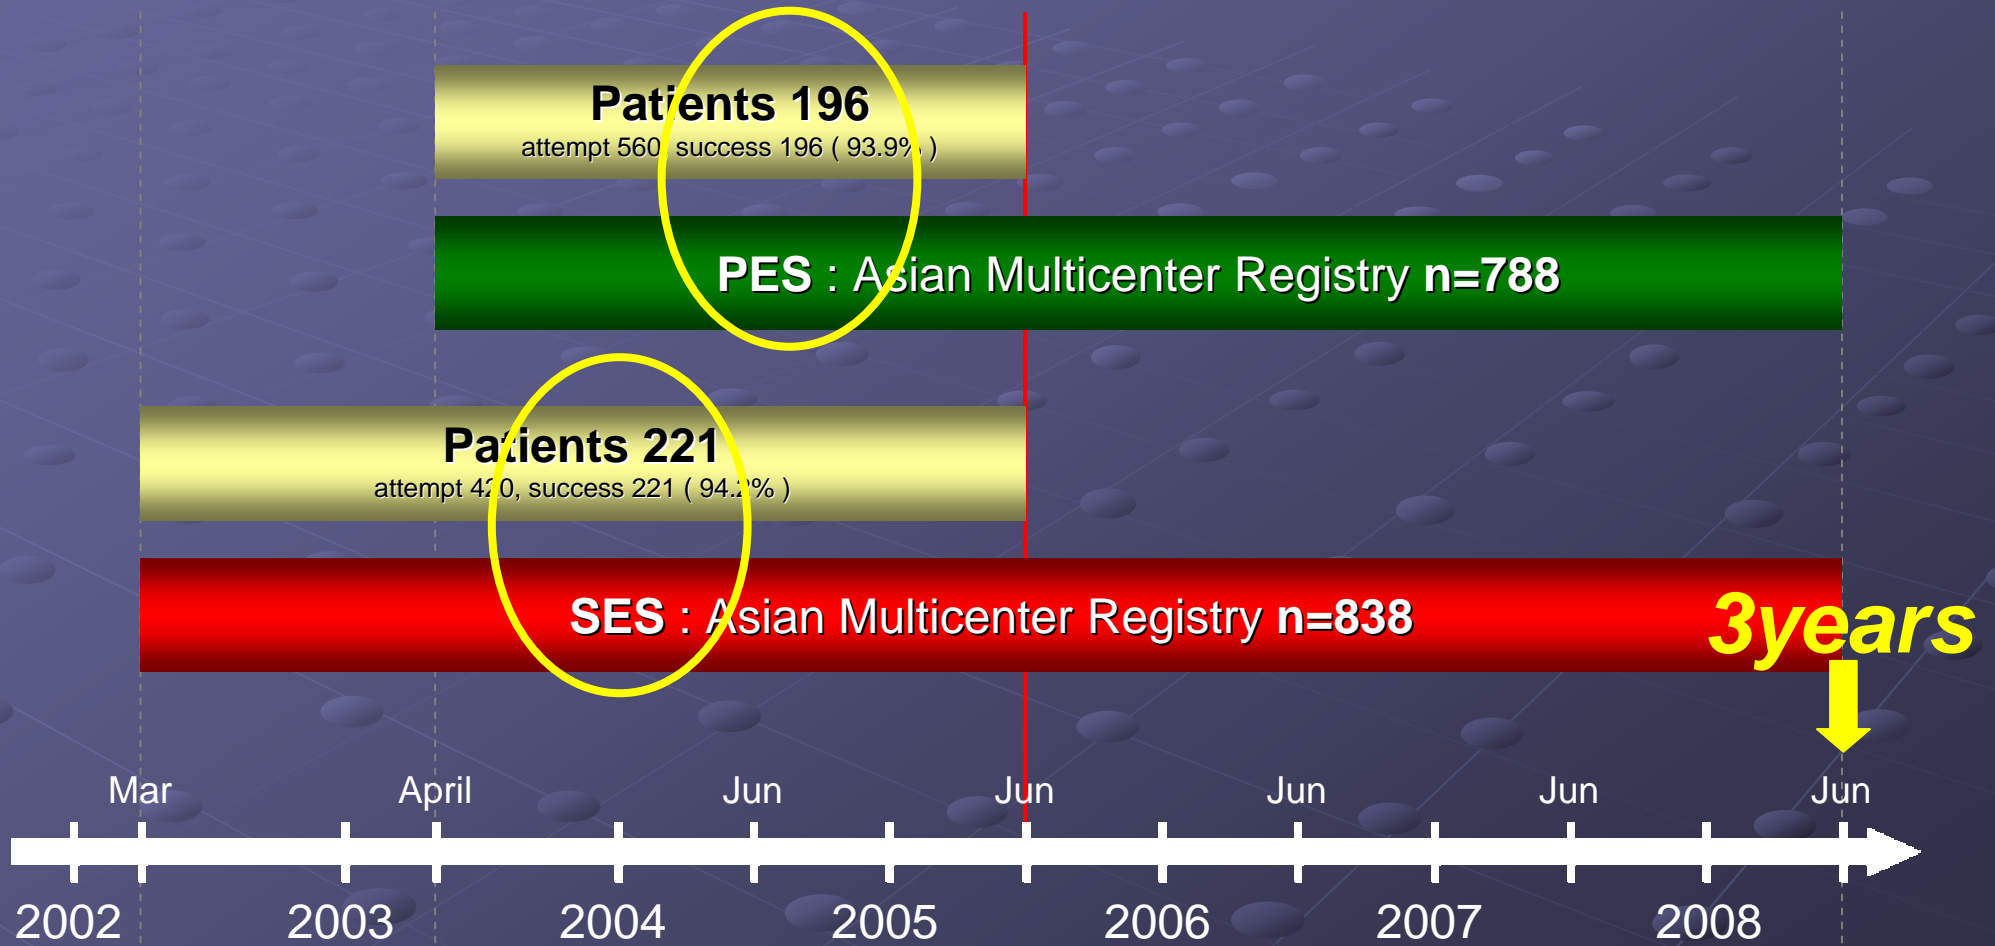 Patients 196
attempt 560, success 196 ( 93.9% )
PES : Asian Multicenter Registry n=788
Patients 221
attempt 420, success 221 ( 94.2% )
SES : Asian Multicenter Registry n=838
3years
Mar April Jun Jun Jun Jun Jun
2002 2003 2004 2005 2006 2007 2008